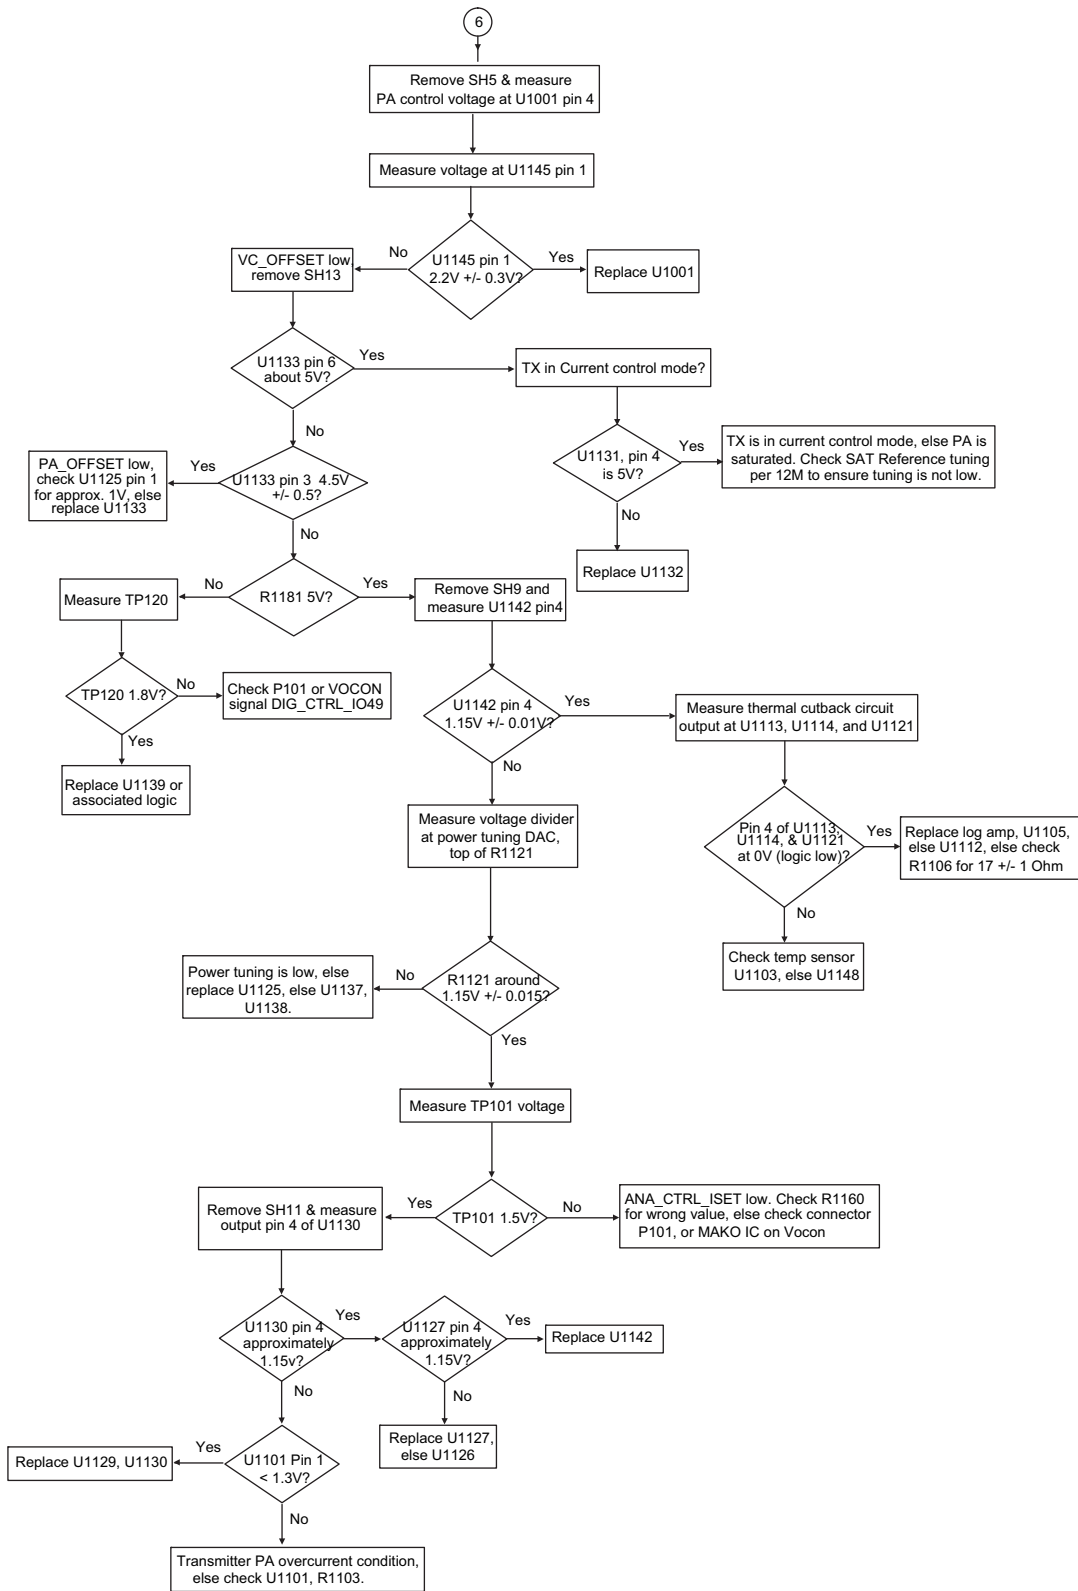 6
Remove SH5 & measure
PA control voltage at U1001 pin 4
Measure voltage at U1145 pin 1
U1145 pin 1
2.2V +/- 0.3V?
No
Yes
VC_OFFSET low,
remove SH13
Replace U1001
U1133 pin 6
about 5V?
Yes
TX in Current control mode?
No
U1131, pin 4
is 5V?
Yes
TX is in current control mode, else PA is
saturated. Check SAT Reference tuning
per 12M to ensure tuning is not low.
PA_OFFSET low,
check U1125 pin 1
for approx. 1V, else
replace U1133
Yes
U1133 pin 3 4.5V
+/- 0.5?
No
No
Replace U1132
Measure TP120
No
R1181 5V?
Yes
Remove SH9 and
measure U1142 pin4
TP120 1.8V?
No
Check P101 or VOCON
signal DIG_CTRL_IO49
Yes
Replace U1139 or
associated logic
U1142 pin 4
1.15V +/- 0.01V?
Yes
Measure thermal cutback circuit
output at U1113, U1114, and U1121
No
Measure voltage divider
at power tuning DAC,
top of R1121
Pin 4 of U1113,
U1114, & U1121
at 0V (logic low)?
Yes
Replace log amp, U1105,
else U1112, else check
R1106 for 17 +/- 1 Ohm
No
Check temp sensor
U1103, else U1148
Power tuning is low, else
replace U1125, else U1137,
U1138.
No
R1121 around
1.15V +/- 0.015?
Yes
Measure TP101 voltage
Remove SH11 & measure
output pin 4 of U1130
Yes
TP101 1.5V?
No
ANA_CTRL_ISET low. Check R1160
for wrong value, else check connector
P101, or MAKO IC on Vocon
U1130 pin 4
approximately
1.15v?
Yes
U1127 pin 4
approximately
1.15V?
Yes
Replace U1142
No
No
Replace U1127,
else U1126
Replace U1129, U1130
Yes
U1101 Pin 1
< 1.3V?
No
Transmitter PA overcurrent condition,
else check U1101, R1103.